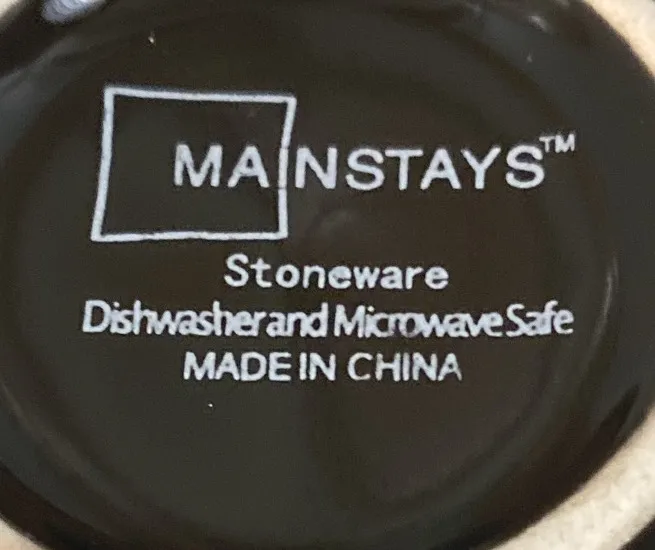 MAINSTAYS™
Stoneware
Dishwasher and Microwave Safe
MADE IN CHINA